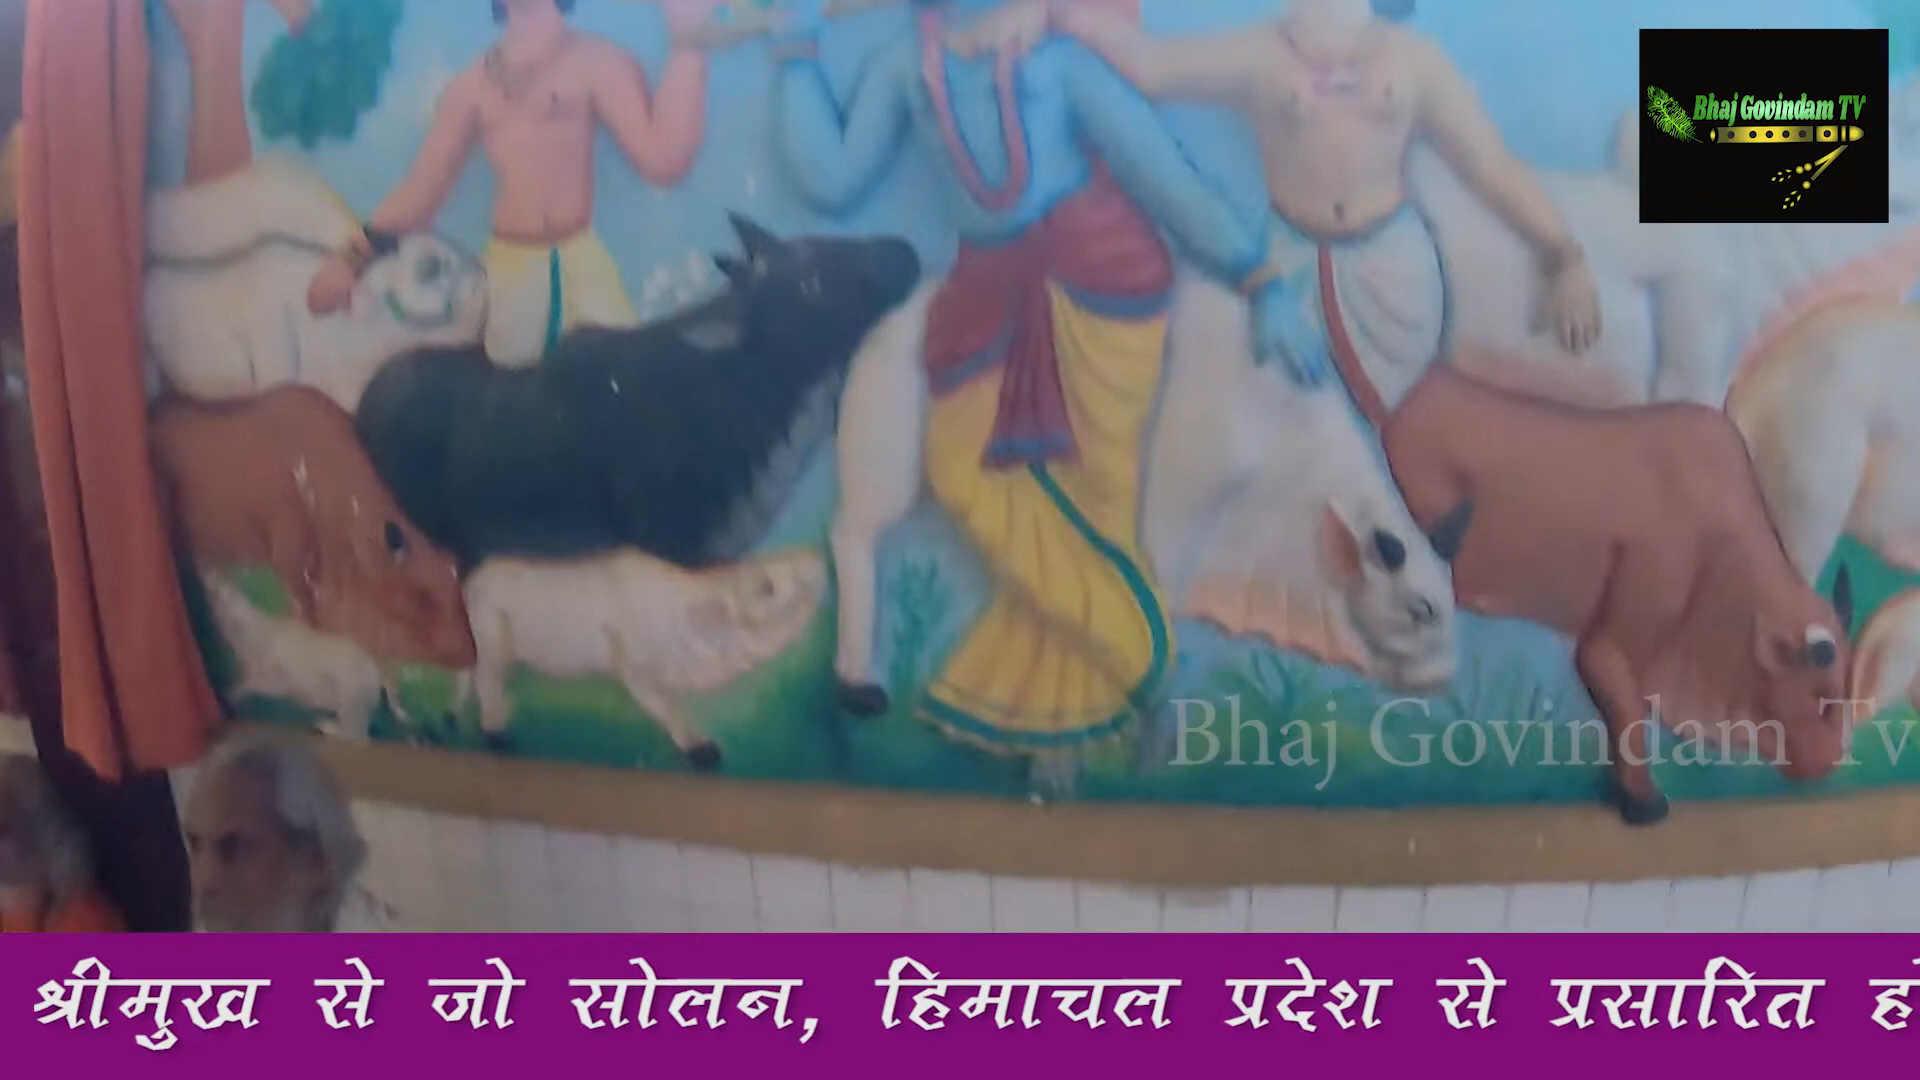 Bhaj Govindam TV
Bhaj Govindam Tv
श्रीमुख से जो सोलन, हिमाचल प्रदेश से प्रसारित